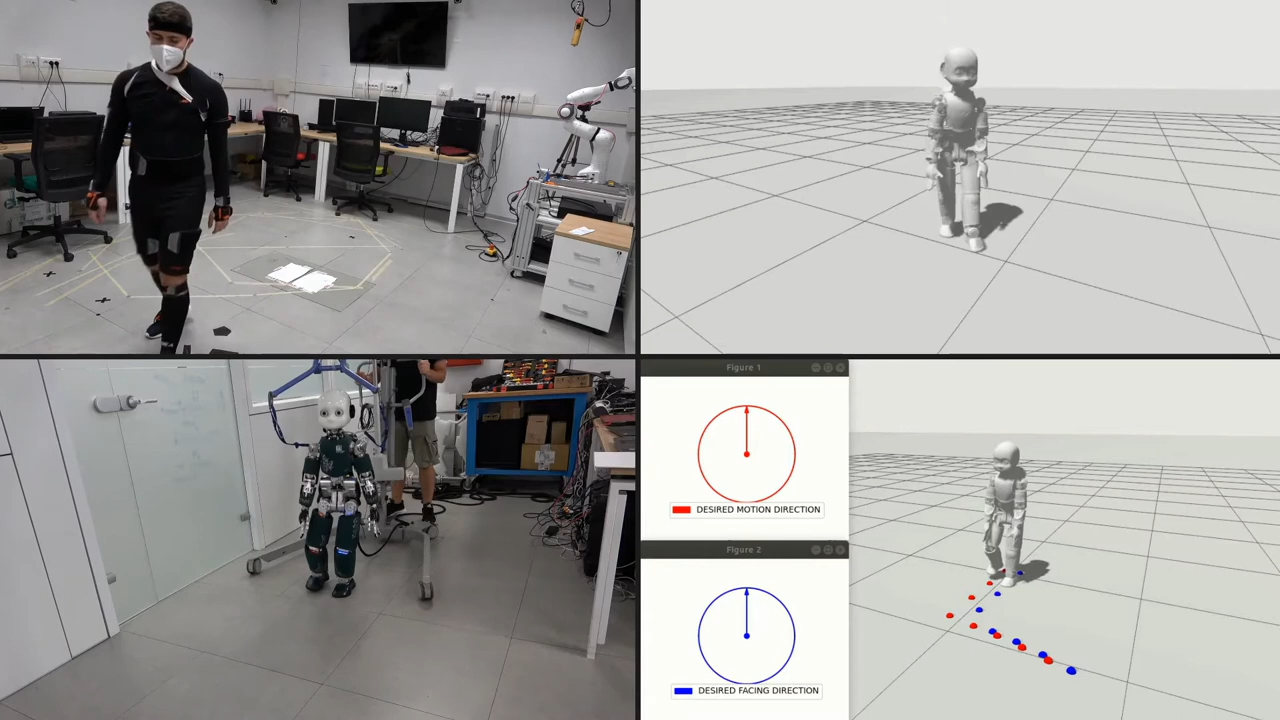 Figure 1
DESIRED MOTION DIRECTION
Figure 2
DESIRED FACING DIRECTION